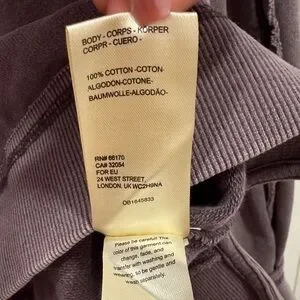 BODY - CORPS - KÖRPER
CORPR - CUERO -
100% COTTON -COTON-
ALGODÓN-COTONE-
BAUMWOLLE-ALGODÃO-
RN# 66170
CA# 32054
FOR EU
24 WEST STREET,
LONDON, UK WC2H9NA
OB1645833
Please be careful! The
color of this garment can
change, fade, and
transfer with washing and
wearing, so be gentle and
wash separately.